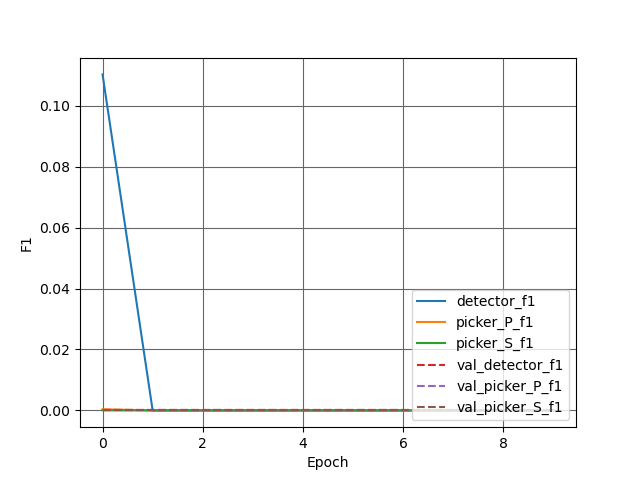 0.10
0.08
0.06
0.04
0.02
0.00
F1
0
2
4
6
8
Epoch
detector_f1
picker_P_f1
picker_S_f1
val_detector_f1
val_picker_P_f1
val_picker_S_f1